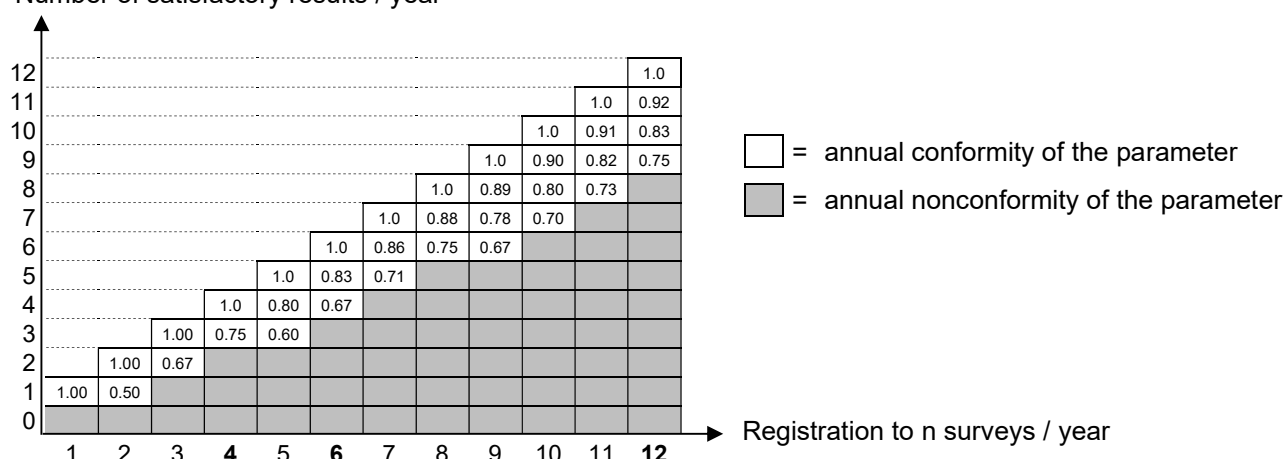 Number of satisfactory results / year
12 1.0
11 1.0 0.92
10 1.0 0.91 0.83
9 1.0 0.90 0.82 0.75
8 1.0 0.89 0.80 0.73
7 1.0 0.88 0.78 0.70
6 1.0 0.86 0.75 0.67
5 1.0 0.83 0.71
4 1.0 0.80 0.67
3 1.00 0.75 0.60
2 1.00 0.67
1 1.00 0.50
0
1 2 3 4 5 6 7 8 9 10 11 12
= annual conformity of the parameter
= annual nonconformity of the parameter
Registration to n surveys / year